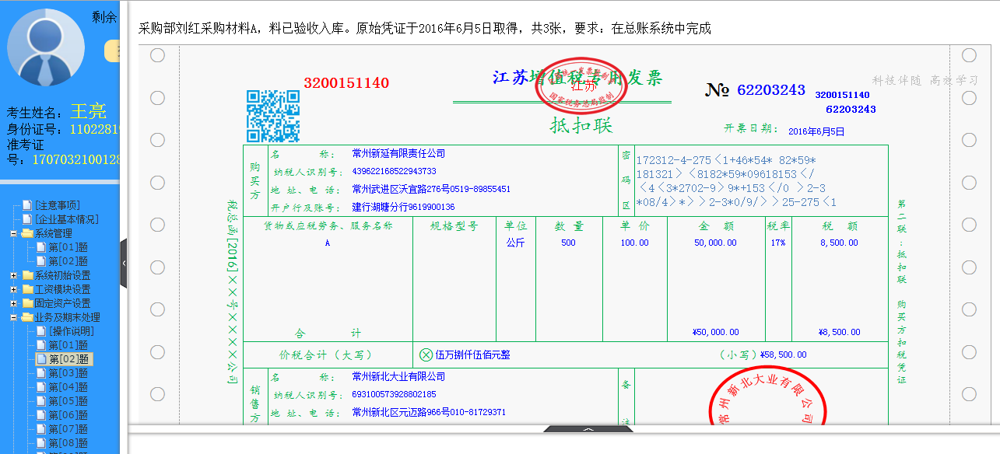 剩余
考生姓名：王亮
身份证号：1102281
准考证
号：1707032100128
[注意事项]
[企业基本情况]
系统管理
第[01]题
第[02]题
系统初始设置
工资模块设置
固定资产设置
业务及期末处理
[操作说明]
第[01]题
第[02]题
第[03]题
第[04]题
第[05]题
第[06]题
第[07]题
第[08]题
采购部刘红采购材料A，料已验收入库。原始凭证于2016年6月5日取得，共3张，要求：在总账系统中完成
3200151140
江苏增值税专用发票
江苏
国家税务总局监制
抵扣联
№ 62203243
科技伴随 高效学习
3200151140
62203243
开票日期： 2016年6月5日
税总函[2016]××号×××××公司
购买方
名 称： 常州新延有限责任公司
纳税人识别号： 439622168522943733
地 址、电 话： 常州武进区沃宜路276号0519-89855451
开户行及账号： 建行湖塘分行9619900136
密码区
172312-4-275＜1+46*54* 82*59*
181321＞＜8182*59*09618153＜/
＜4＜3*2702-9＞9*+153＜/0 ＞2-3
*08/4＞*＞＞2-3*0/9/＞＞25-275＜1
货物或应税劳务、服务名称 规格型号 单位 数 量 单 价 金 额 税率 税 额
A 公斤 500 100.00 50,000.00 17% 8,500.00
合 计 ¥50,000.00 ¥8,500.00
价税合计（大写） ⊗伍万捌仟伍佰元整 （小写）¥58,500.00
销售方
名 称： 常州新北大业有限公司
纳税人识别号： 693100573928802185
地 址、电 话： 常州新北区元迈路966号010-81729371
备注
常州新北大业有限公司
第二联：抵扣联 购买方扣税凭证